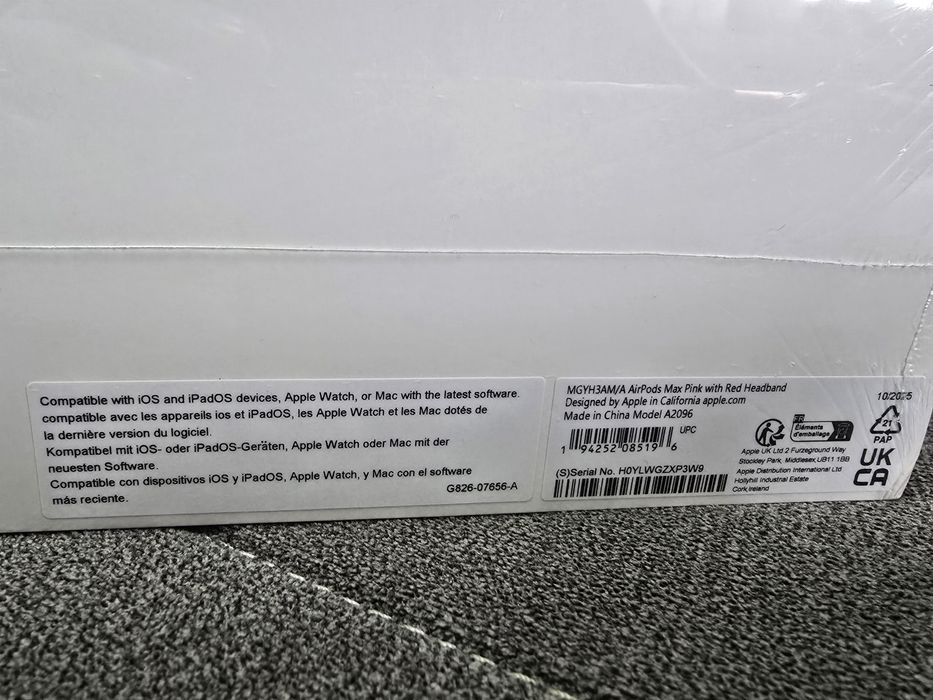 Compatible with iOS and iPadOS devices, Apple Watch, or Mac with the latest software.
compatible avec les appareils ios et iPadOS, les Apple Watch et les Mac dotés de
la dernière version du logiciel.
Kompatibel mit iOS- oder iPadOS-Geräten, Apple Watch oder Mac mit der
neuesten Software.
Compatible con dispositivos iOS y iPadOS, Apple Watch, y Mac con el software
más reciente.
G826-07656-A
MGYH3AM/A AirPods Max Pink with Red Headband
Designed by Apple in California apple.com
Made in China Model A2096
UPC
1 94252 08519 6
(S)Serial No. H0YLWGZXP3W9
10/2025
FR
Éléments
d'emballage
21
PAP
Apple UK Ltd 2 Furzeground Way
Stockley Park, Middlesex, UB11 1BB
Apple Distribution International Ltd
Hollyhill Industrial Estate
Cork, Ireland
UK
CA